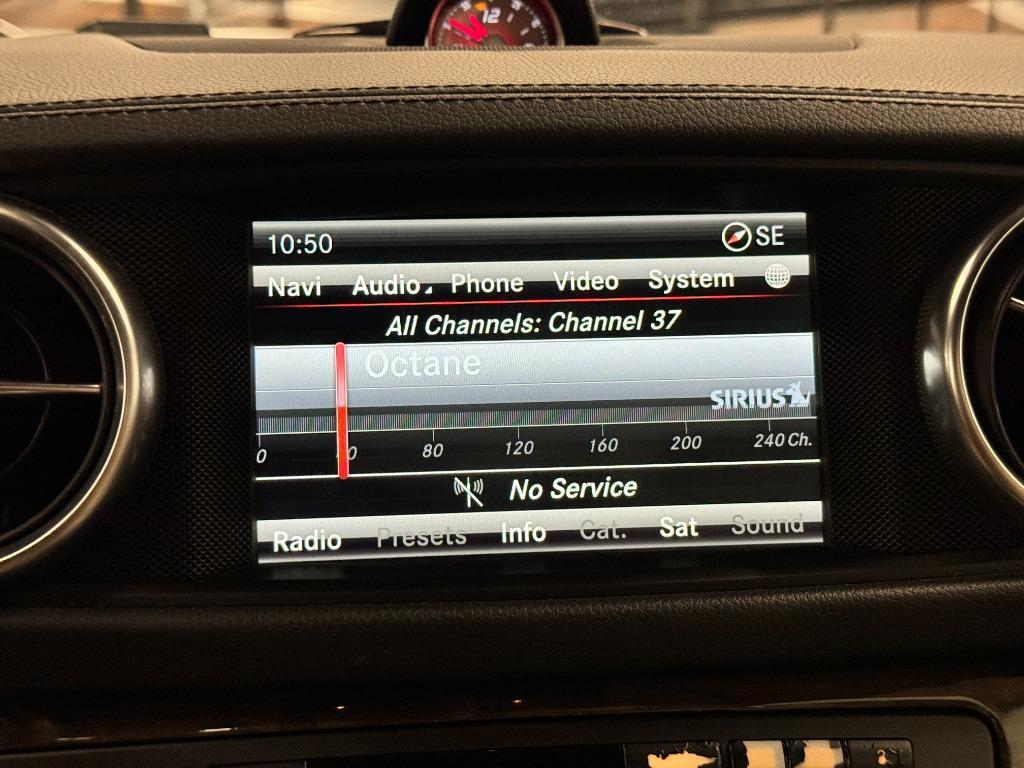 12
10:50 SE
Navi Audio Phone Video System
All Channels: Channel 37
Octane
SIRIUS
0 80 120 160 200 240 Ch.
No Service
Radio Presets Info Cat. Sat Sound